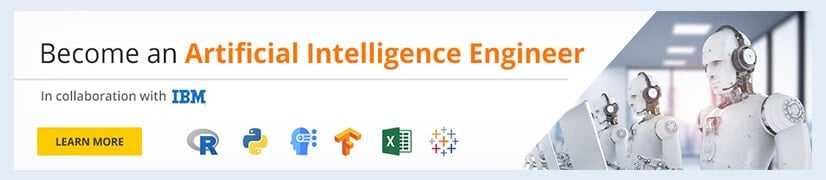 Become an Artificial Intelligence Engineer
In collaboration with IBM
LEARN MORE
R
X